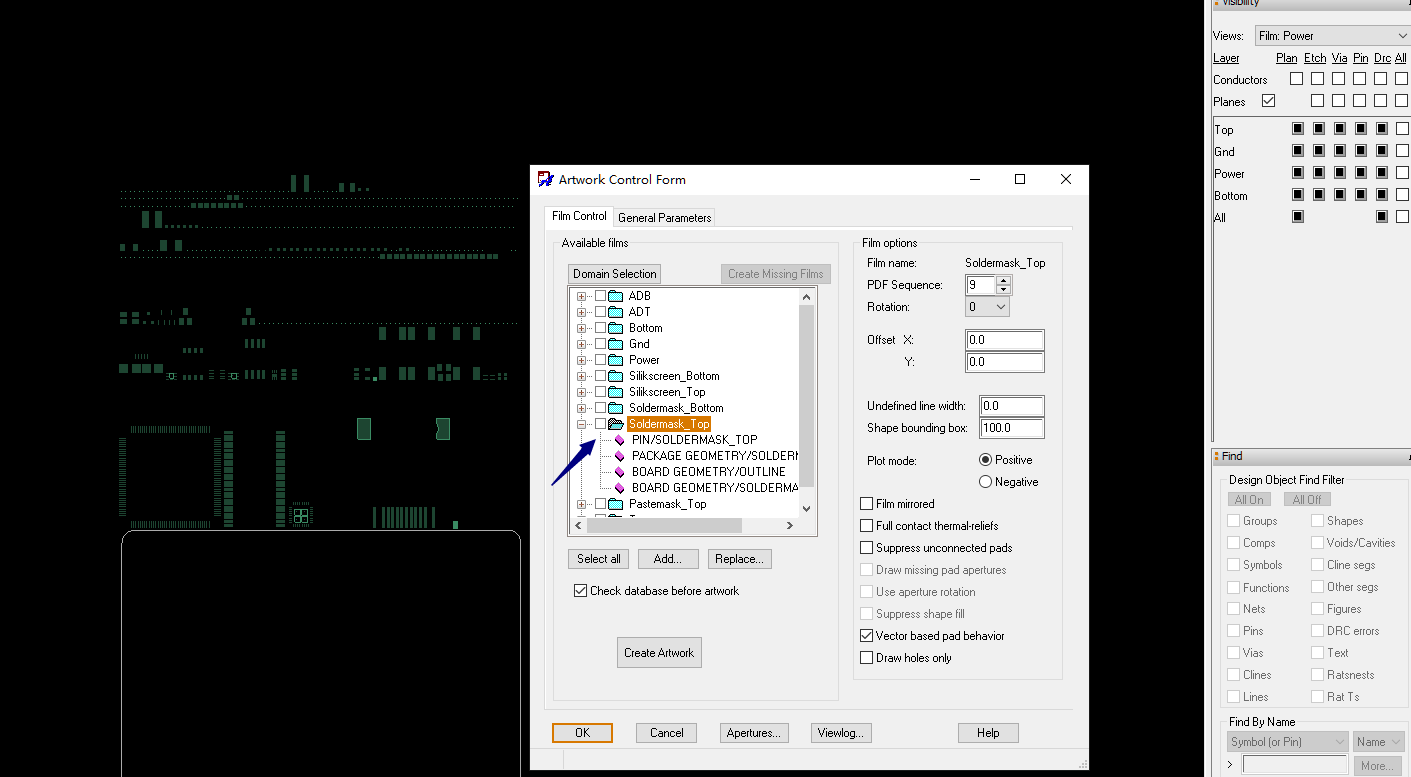 Visibility
Views: Film: Power
Layer Plan Etch Via Pin Drc All
Conductors
Planes
Top
Gnd
Power
Bottom
All
Artwork Control Form
Film Control General Parameters
Available films
Domain Selection Create Missing Films
ADB
ADT
Bottom
Gnd
Power
Silikscreen_Bottom
Silikscreen_Top
Soldermask_Bottom
Soldermask_Top
PIN/SOLDERMASK_TOP
PACKAGE GEOMETRY/SOLDERM
BOARD GEOMETRY/OUTLINE
BOARD GEOMETRY/SOLDERMA
Pastemask_Top
Select all Add... Replace...
Check database before artwork
Create Artwork
Film options
Film name: Soldermask_Top
PDF Sequence: 9
Rotation: 0
Offset X: 0.0
Y: 0.0
Undefined line width: 0.0
Shape bounding box: 100.0
Plot mode: Positive
Negative
Film mirrored
Full contact thermal-reliefs
Suppress unconnected pads
Draw missing pad apertures
Use aperture rotation
Suppress shape fill
Vector based pad behavior
Draw holes only
OK Cancel Apertures... Viewlog... Help
Find
Design Object Find Filter
All On All Off
Groups Shapes
Comps Voids/Cavities
Symbols Cline segs
Functions Other segs
Nets Figures
Pins DRC errors
Vias Text
Clines Ratsnests
Lines Rat Ts
Find By Name
Symbol (or Pin) Name
> More...